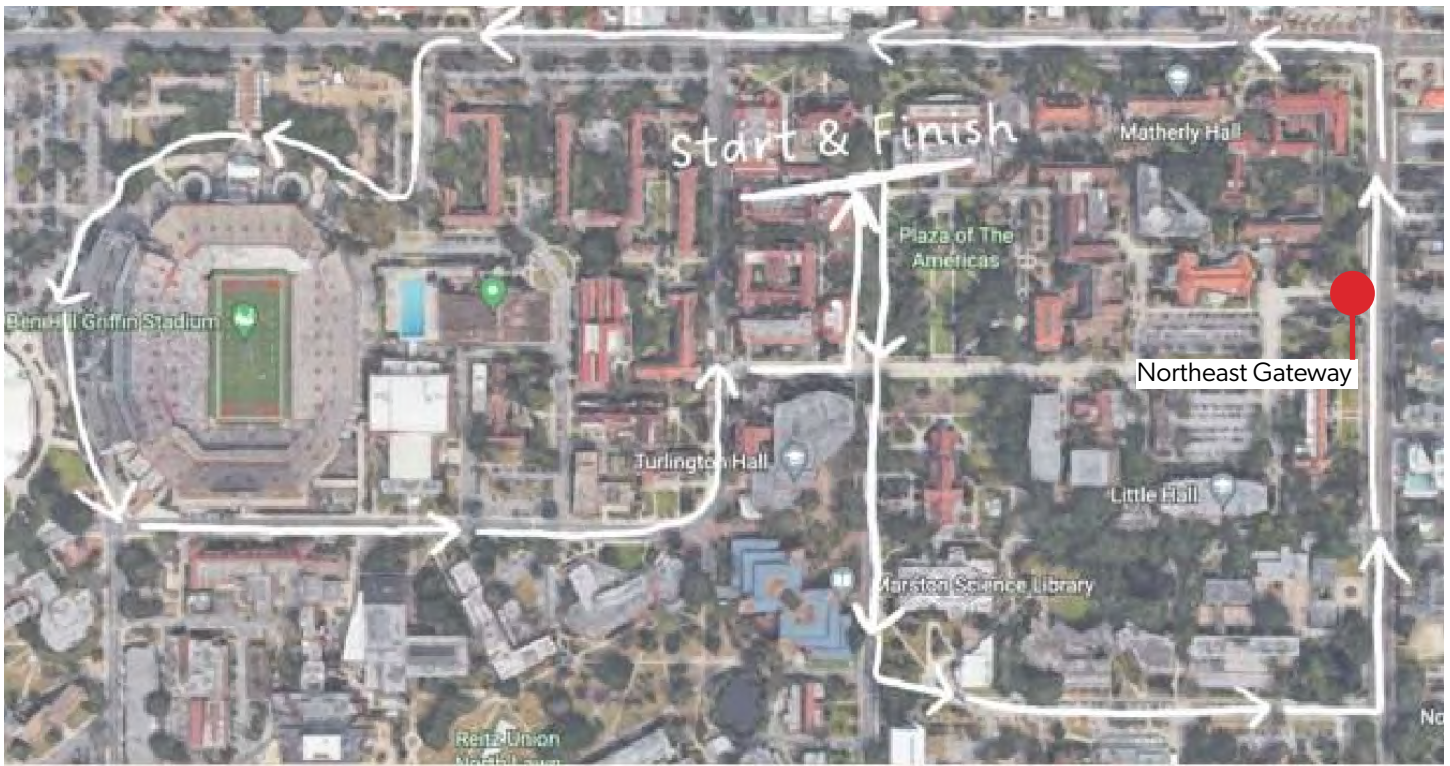 Start & Finish
Matherly Hall
Plaza of The
Americas
Ben Hill Griffin Stadium
Northeast Gateway
Turlington Hall
Little Hall
Marston Science Library
No
Reitz Union
North Lawn